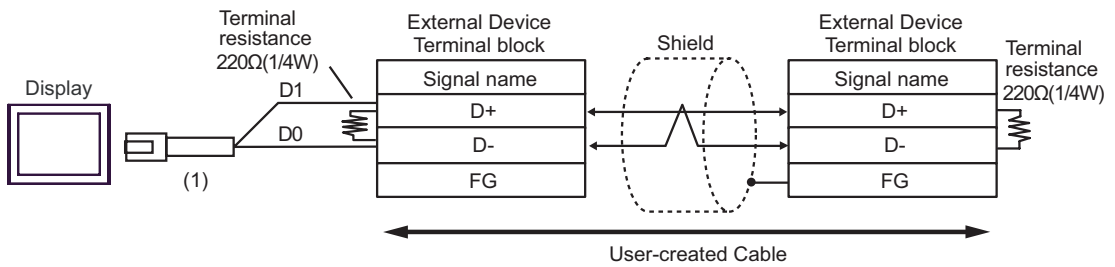 Display
(1)
D1
D0
Terminal
resistance
220Ω(1/4W)
External Device
Terminal block
Signal name
D+
D-
FG
Shield
External Device
Terminal block
Signal name
D+
D-
FG
Terminal
resistance
220Ω(1/4W)
User-created Cable